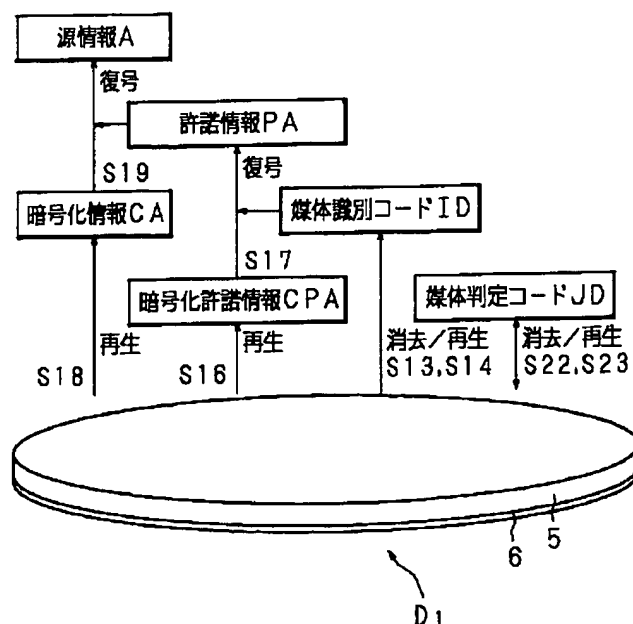 源情報A
復号
許諾情報PA
S19
復号
暗号化情報CA
媒体識別コードID
S17
暗号化許諾情報CPA
媒体判定コードJD
再生
再生
消去/再生
消去/再生
S18
S16
S13,S14
S22,S23
5
6
D1